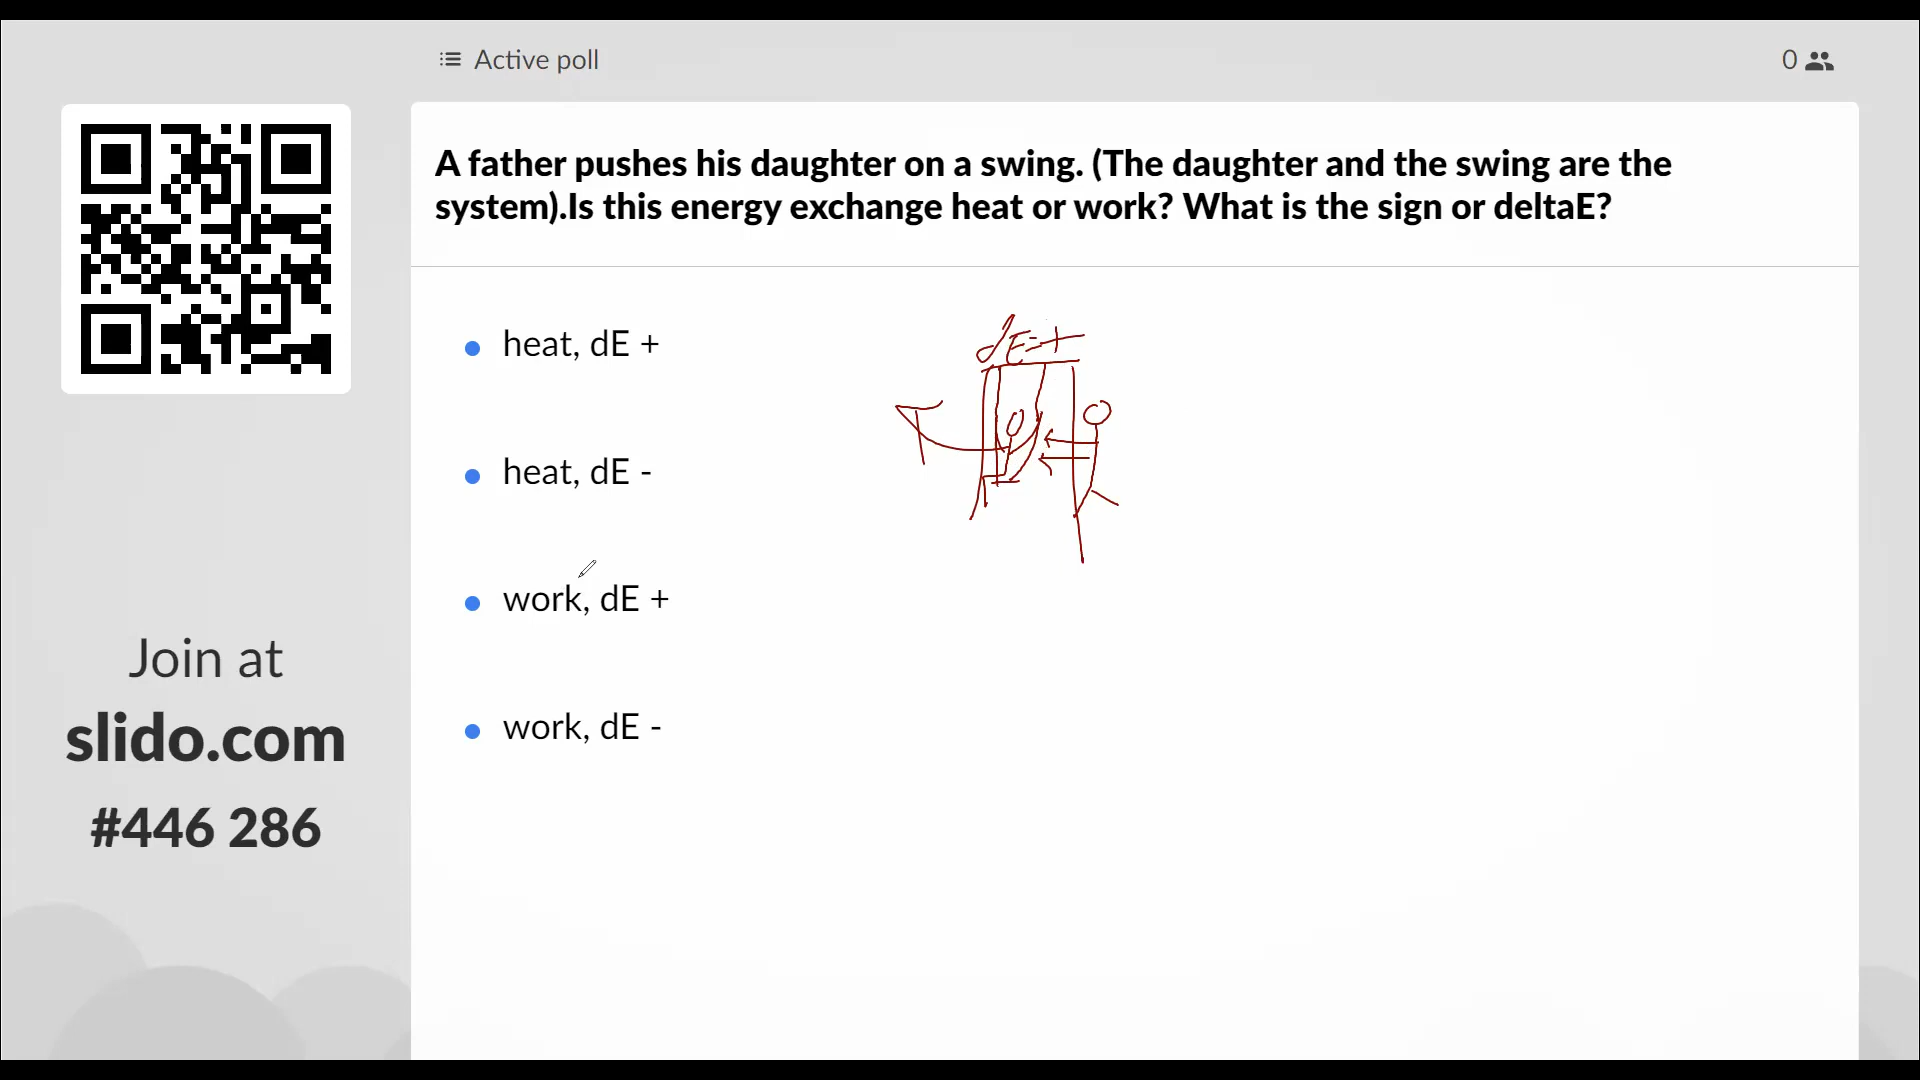 Active poll
0
A father pushes his daughter on a swing. (The daughter and the swing are the
system).Is this energy exchange heat or work? What is the sign or deltaE?
heat, dE +
heat, dE -
work, dE +
work, dE -
dE=+
Join at
slido.com
#446 286